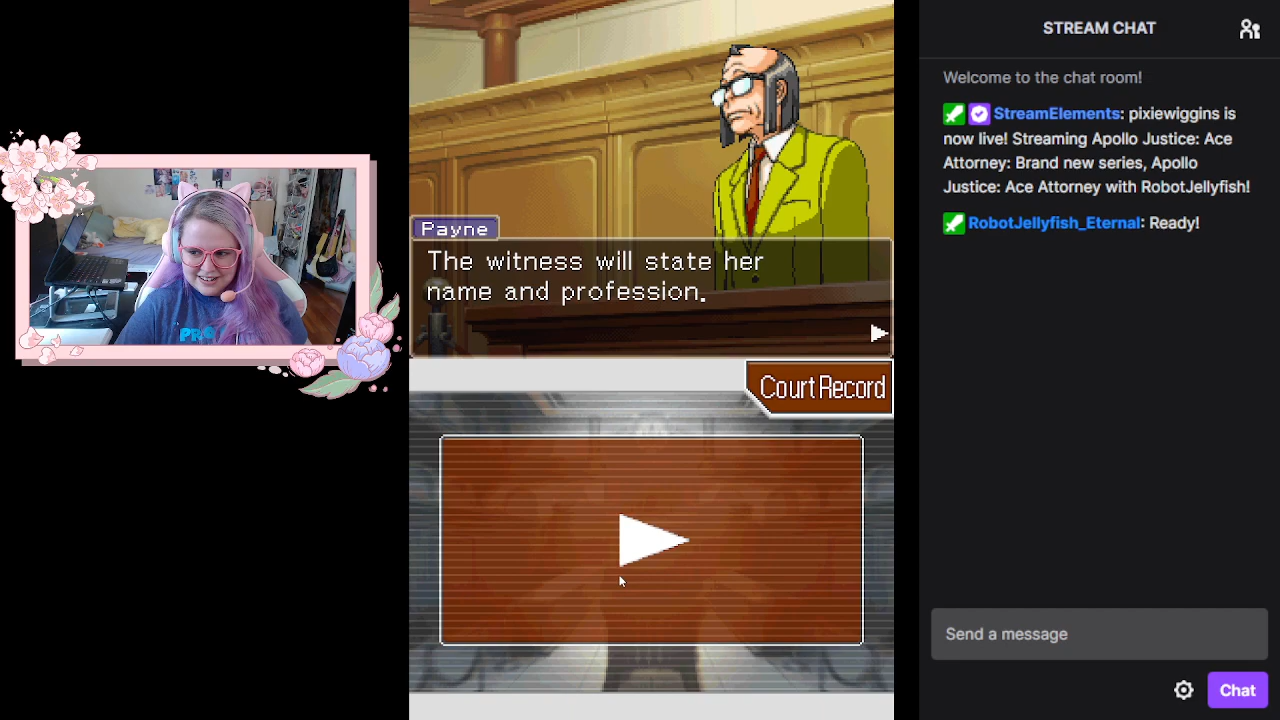 PRO
Payne
The witness will state her
name and profession.
Court Record
STREAM CHAT
Welcome to the chat room!
StreamElements: pixiewiggins is
now live! Streaming Apollo Justice: Ace
Attorney: Brand new series, Apollo
Justice: Ace Attorney with RobotJellyfish!
RobotJellyfish_Eternal: Ready!
Send a message
Chat